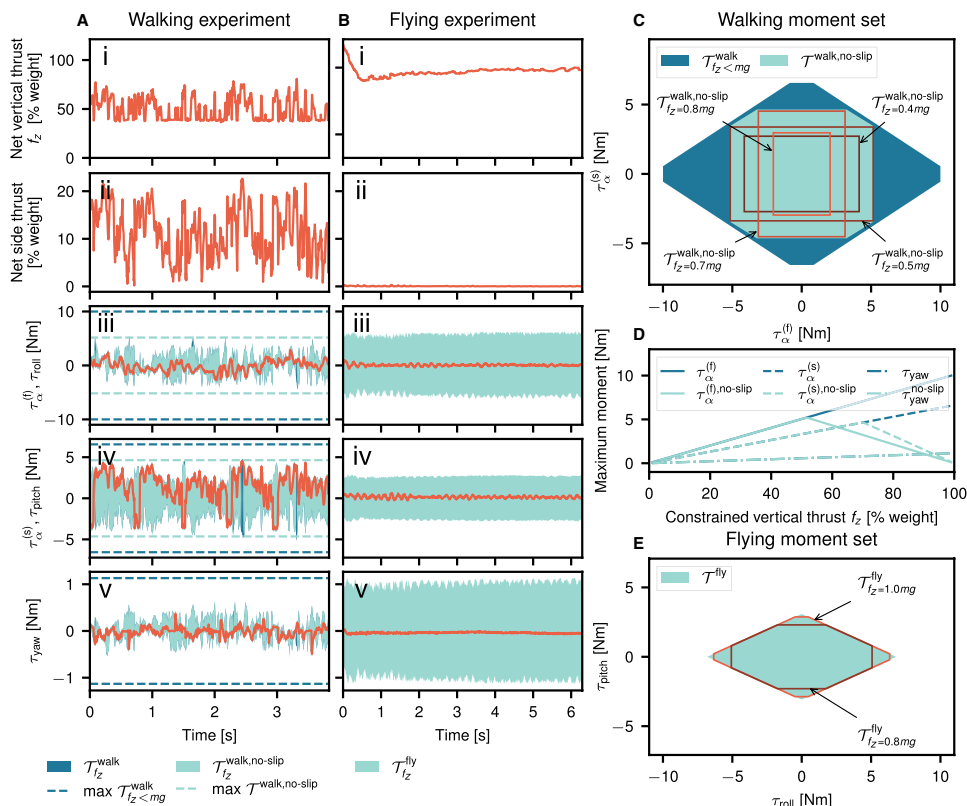 A Walking experiment
i
Net vertical thrust
f_z [% weight]
100
50
0
ii
Net side thrust
[% weight]
20
10
0
iii
τ_α^(f), τ_roll [Nm]
10
0
−10
iv
τ_α^(s), τ_pitch [Nm]
5
0
−5
v
τ_yaw [Nm]
1
0
−1
0 1 2 3
Time [s]
B Flying experiment
i
ii
iii
iv
v
0 1 2 3 4 5 6
Time [s]
T_{f_z}^walk
T_{f_z}^walk,no-slip
T_{f_z}^fly
max T_{f_z<mg}^walk
max T^walk,no-slip
C Walking moment set
T_{f_z<mg}^walk
T^walk,no-slip
T_{f_z=0.8mg}^walk,no-slip
T_{f_z=0.4mg}^walk,no-slip
T_{f_z=0.7mg}^walk,no-slip
T_{f_z=0.5mg}^walk,no-slip
τ_α^(s) [Nm]
5
0
−5
−10 −5 0 5 10
τ_α^(f) [Nm]
D
τ_α^(f)
τ_α^(s)
τ_yaw
τ_α^(f),no-slip
τ_α^(s),no-slip
τ_yaw^no-slip
Maximum moment [Nm]
10
5
0
0 20 40 60 80 100
Constrained vertical thrust f_z [% weight]
E Flying moment set
T^fly
T_{f_z=1.0mg}^fly
T_{f_z=0.8mg}^fly
τ_pitch [Nm]
5
0
−5
−10 −5 0 5 10
τ_roll [Nm]